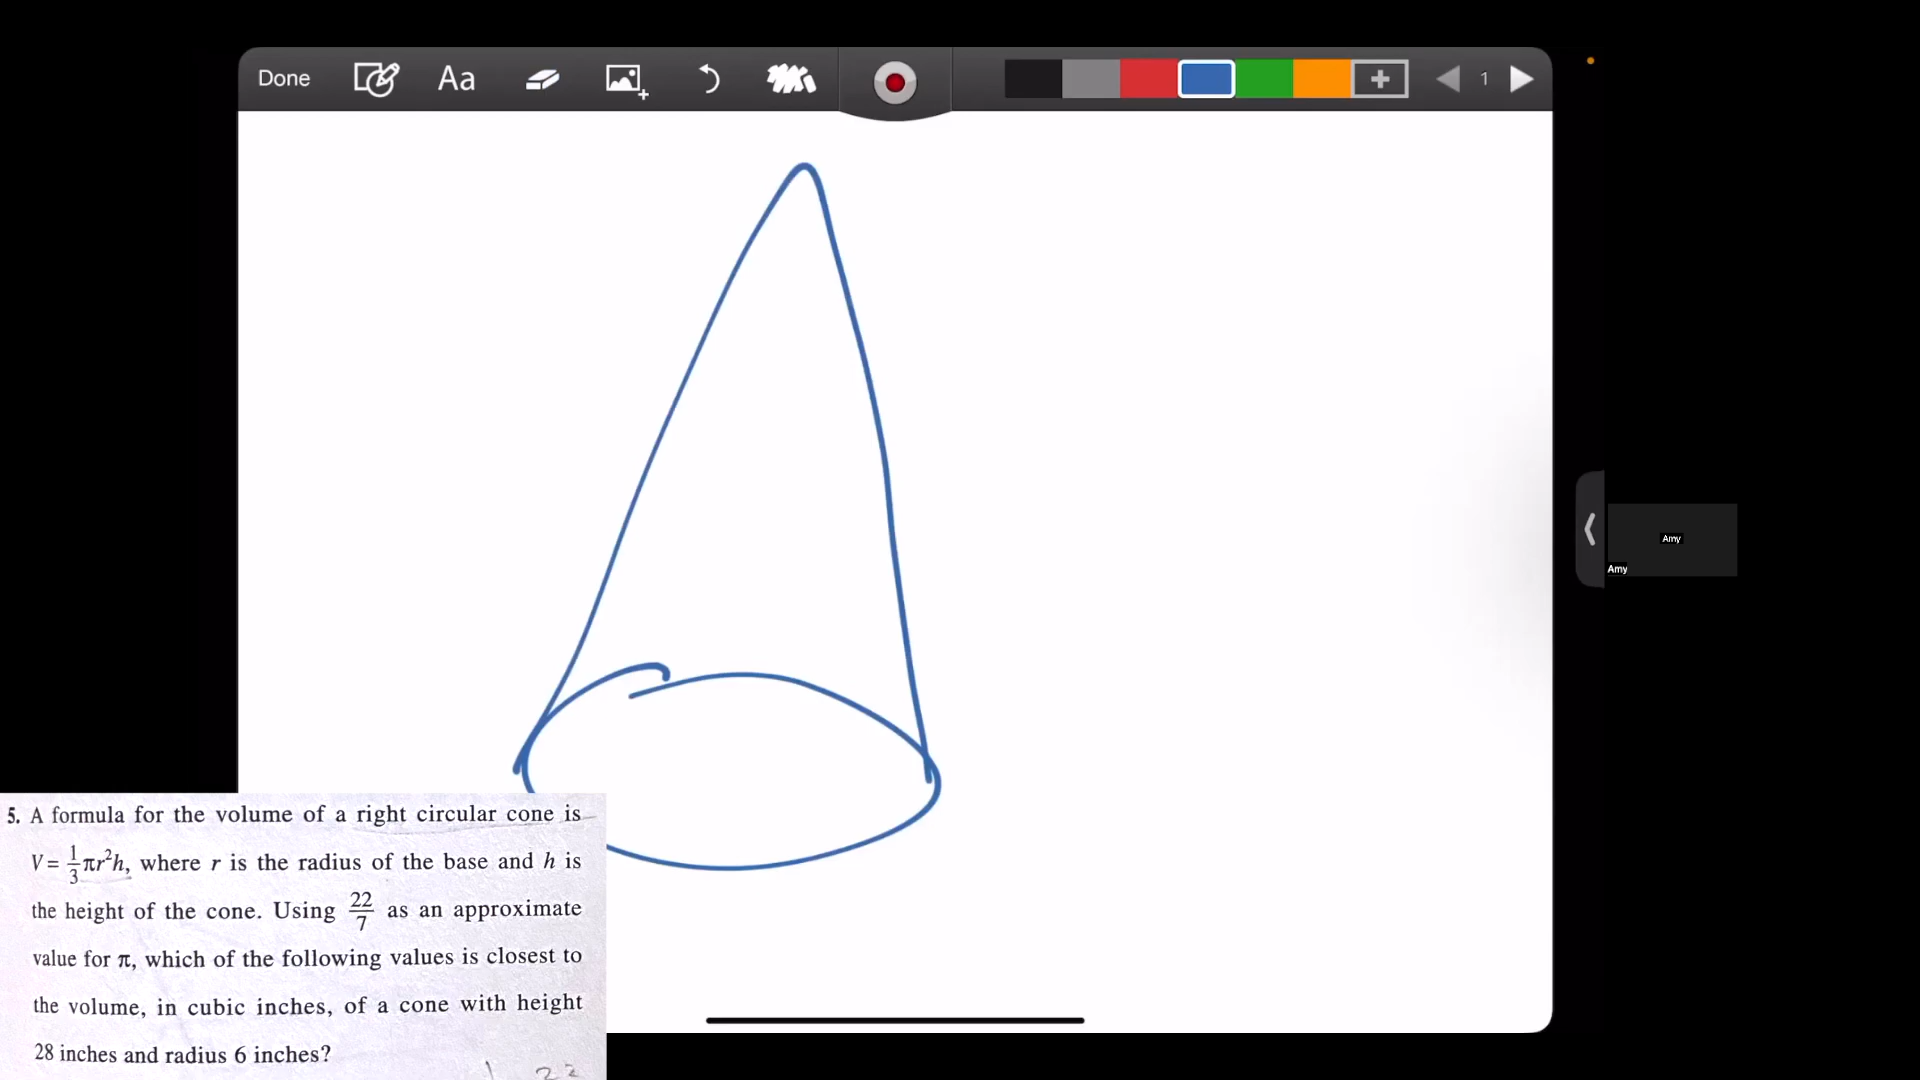 Done Aa 1
Amy
Amy
5. A formula for the volume of a right circular cone is
V = 1/3 πr²h, where r is the radius of the base and h is
the height of the cone. Using 22/7 as an approximate
value for π, which of the following values is closest to
the volume, in cubic inches, of a cone with height
28 inches and radius 6 inches?